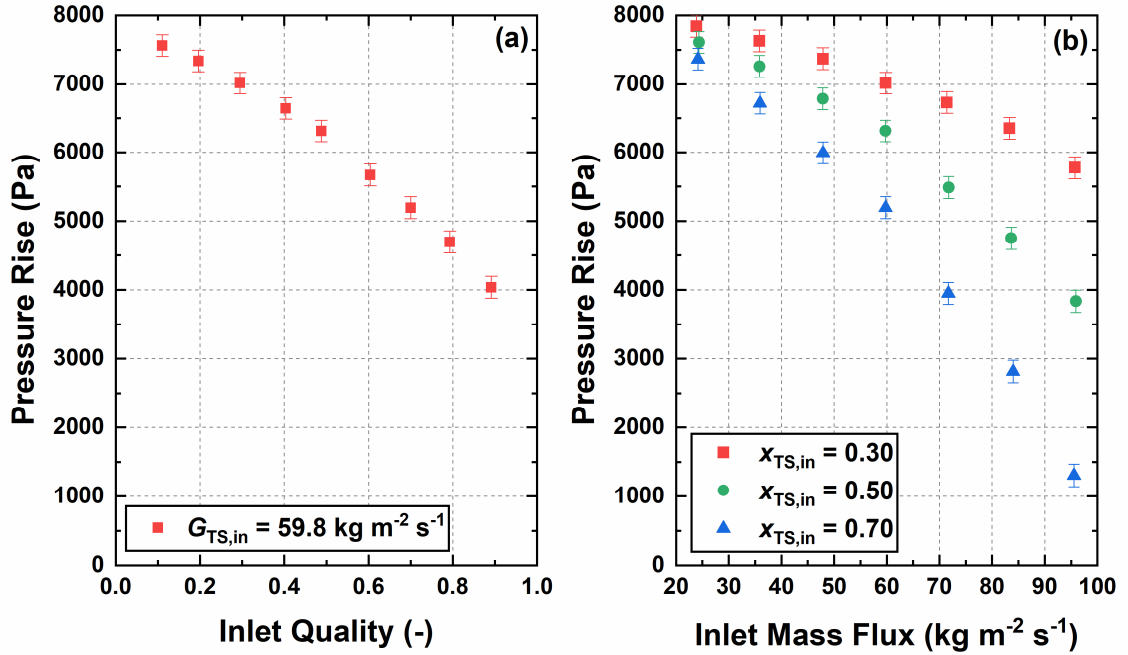 (a)
8000
7000
6000
5000
4000
3000
2000
1000
0
Pressure Rise (Pa)
G_TS,in = 59.8 kg m⁻² s⁻¹
0.0 0.2 0.4 0.6 0.8 1.0
Inlet Quality (-)
(b)
8000
7000
6000
5000
4000
3000
2000
1000
0
Pressure Rise (Pa)
x_TS,in = 0.30
x_TS,in = 0.50
x_TS,in = 0.70
20 30 40 50 60 70 80 90 100
Inlet Mass Flux (kg m⁻² s⁻¹)